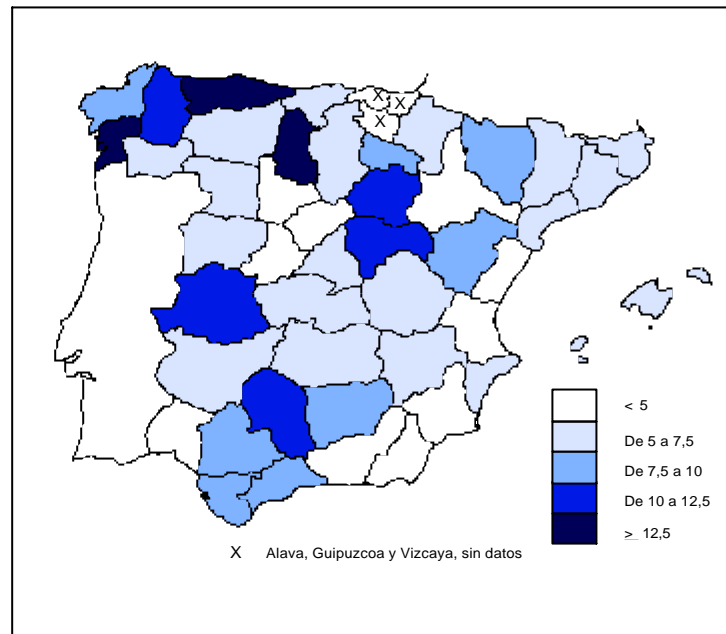 X
X
X
< 5
De 5 a 7,5
De 7,5 a 10
De 10 a 12,5
≥ 12,5
X Alava, Guipuzcoa y Vizcaya, sin datos